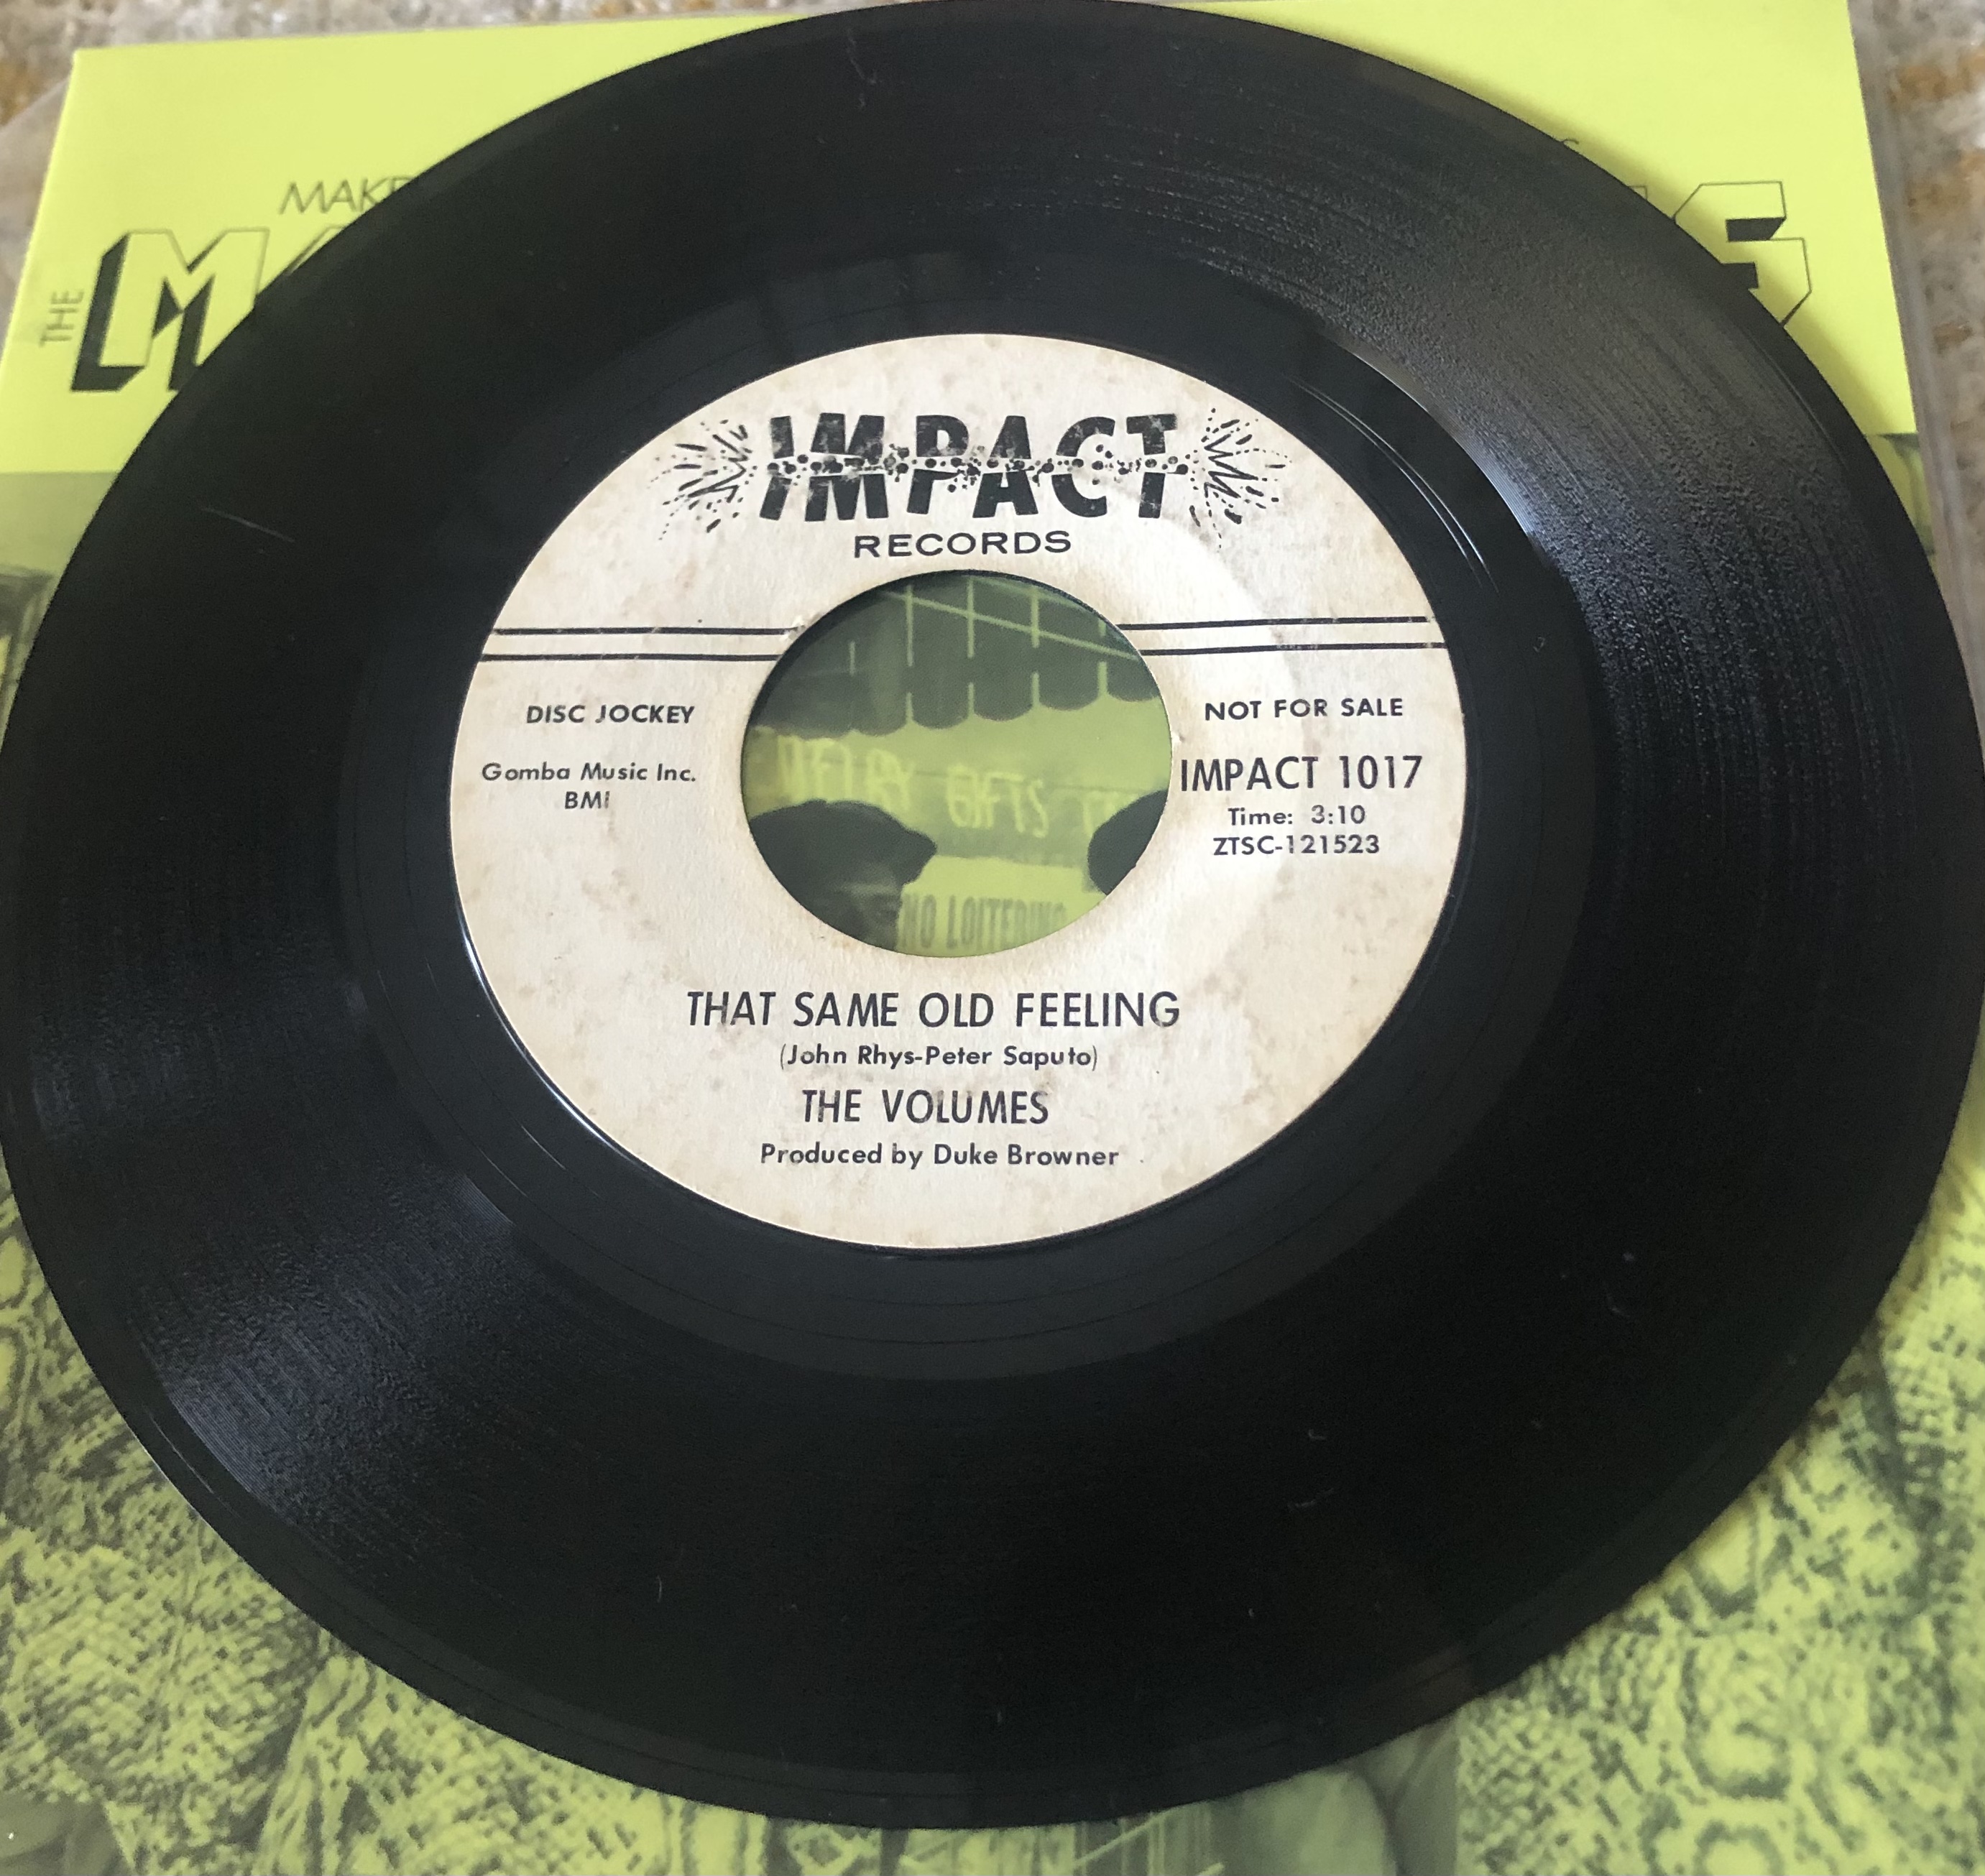 THE
IMPACT
RECORDS
DISC JOCKEY
NOT FOR SALE
Gomba Music Inc.
BMI
IMPACT 1017
Time: 3:10
ZTSC-121523
GIFTS
NO LOITERING
THAT SAME OLD FEELING
(John Rhys-Peter Saputo)
THE VOLUMES
Produced by Duke Browner